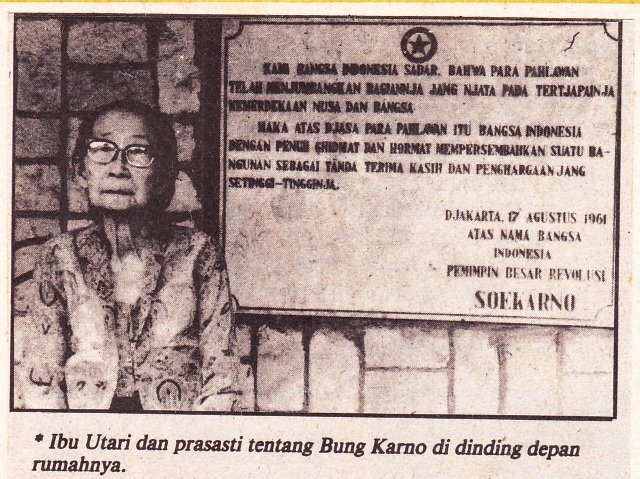 KAMI BANGSA INDONESIA SADAR, BAHWA PARA PAHLAWAN
TELAH MENJUMBANGKAN BAGIANNJA JANG NJATA PADA TERTJAPAINJA
KEMERDEKAAN NUSA DAN BANGSA.
MAKA ATAS DJASA PARA PAHLAWAN ITU BANGSA INDONESIA
DENGAN PENUH CHIDMAT DAN HORMAT MEMPERSEMBAHKAN SUATU BA-
NGUNAN SEBAGAI TANDA TERIMA KASIH DAN PENGHARGAAN JANG
SETINGGI-TINGGINJA.
DJAKARTA, 17 AGUSTUS 1961
ATAS NAMA BANGSA
INDONESIA
PEMIMPIN BESAR REVOLUSI
SOEKARNO
* Ibu Utari dan prasasti tentang Bung Karno di dinding depan
rumahnya.